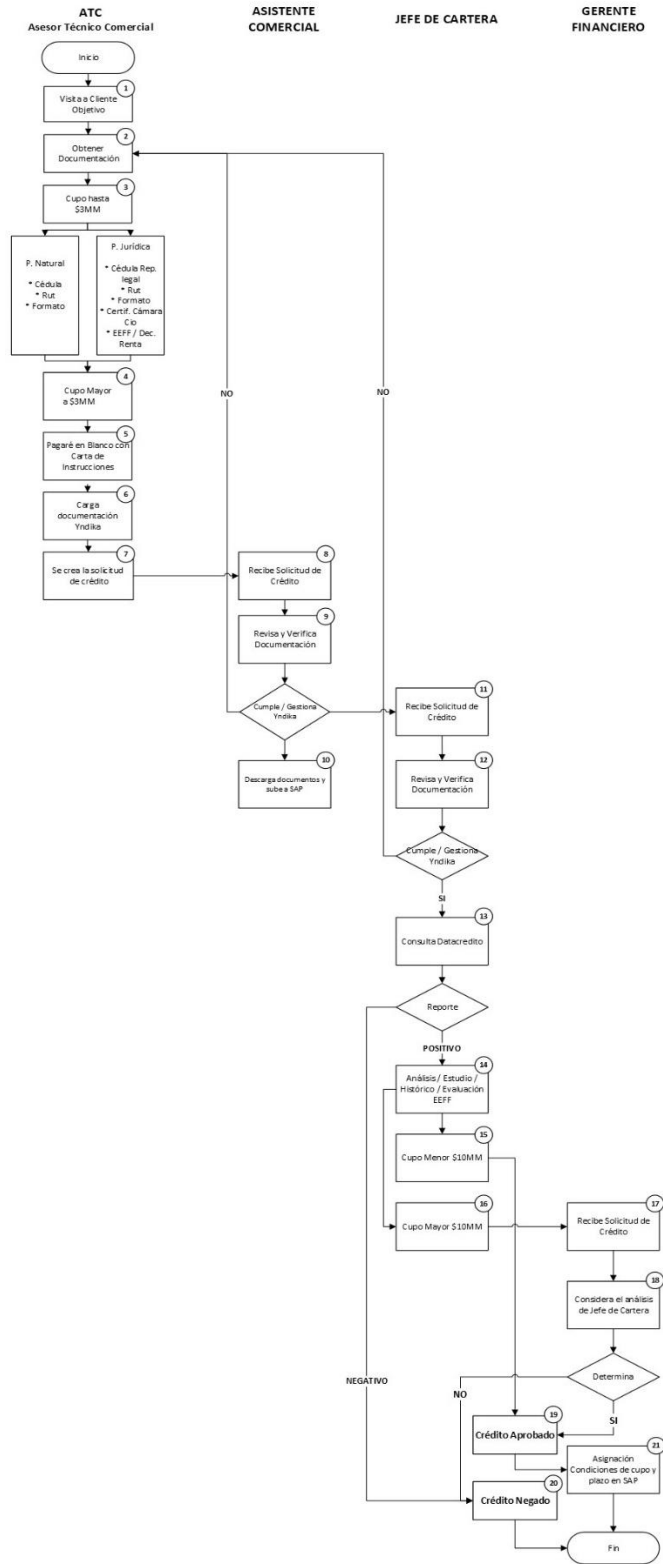 ATC
Asesor Técnico Comercial
ASISTENTE
COMERCIAL
JEFE DE CARTERA
GERENTE
FINANCIERO
Inicio
1
Visita a Cliente
Objetivo
2
Obtener
Documentación
3
Cupo hasta
$3MM
P. Natural
* Cédula
* Rut
* Formato
P. Jurídica
* Cédula Rep.
legal
* Rut
* Formato
* Certif. Cámara
Cio
* EEFF / Dec.
Renta
4
Cupo Mayor
a $3MM
NO
NO
5
Pagaré en Blanco con
Carta de
Instrucciones
6
Carga
documentación
Yndika
7
Se crea la solicitud
de crédito
8
Recibe Solicitud de
Crédito
9
Revisa y Verifica
Documentación
Cumple / Gestiona
Yndika
10
Descarga documentos y
sube a SAP
11
Recibe Solicitud de
Crédito
12
Revisa y Verifica
Documentación
Cumple / Gestiona
Yndika
SI
13
Consulta Datacredito
Reporte
POSITIVO
14
Análisis / Estudio /
Histórico / Evaluación
EEFF
15
Cupo Menor $10MM
16
Cupo Mayor $10MM
17
Recibe Solicitud de
Crédito
18
Considera el análisis
de Jefe de Cartera
Determina
NEGATIVO
NO
SI
19
Crédito Aprobado
21
Asignación
Condiciones de cupo y
plazo en SAP
20
Crédito Negado
Fin